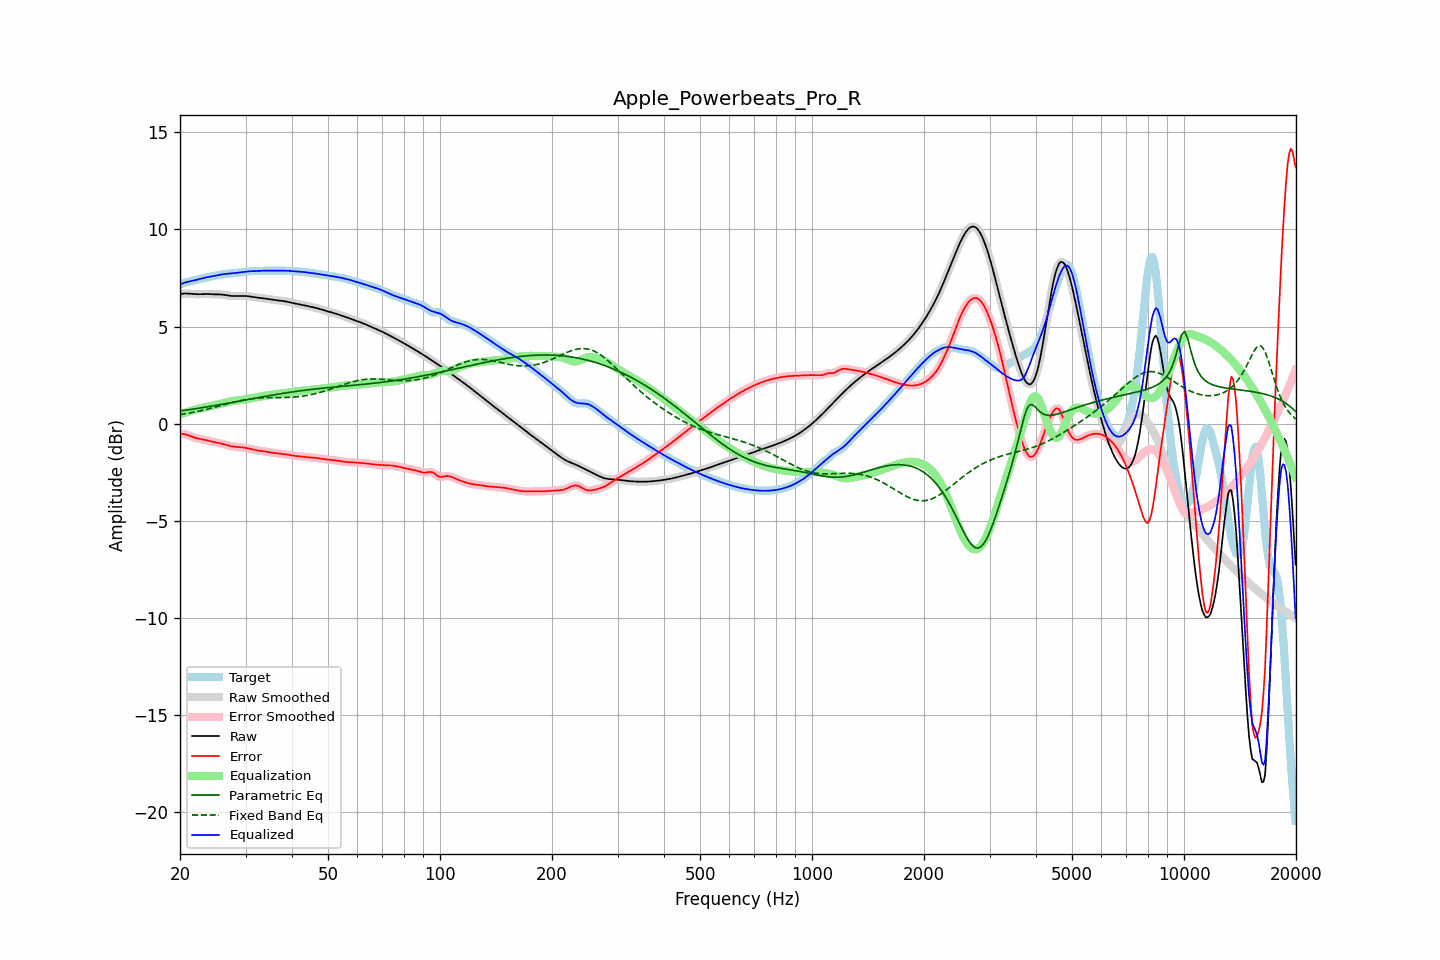 Apple_Powerbeats_Pro_R
Amplitude (dBr)
15
10
5
0
−5
−10
−15
−20
Target
Raw Smoothed
Error Smoothed
Raw
Error
Equalization
Parametric Eq
Fixed Band Eq
Equalized
20 50 100 200 500 1000 2000 5000 10000 20000
Frequency (Hz)